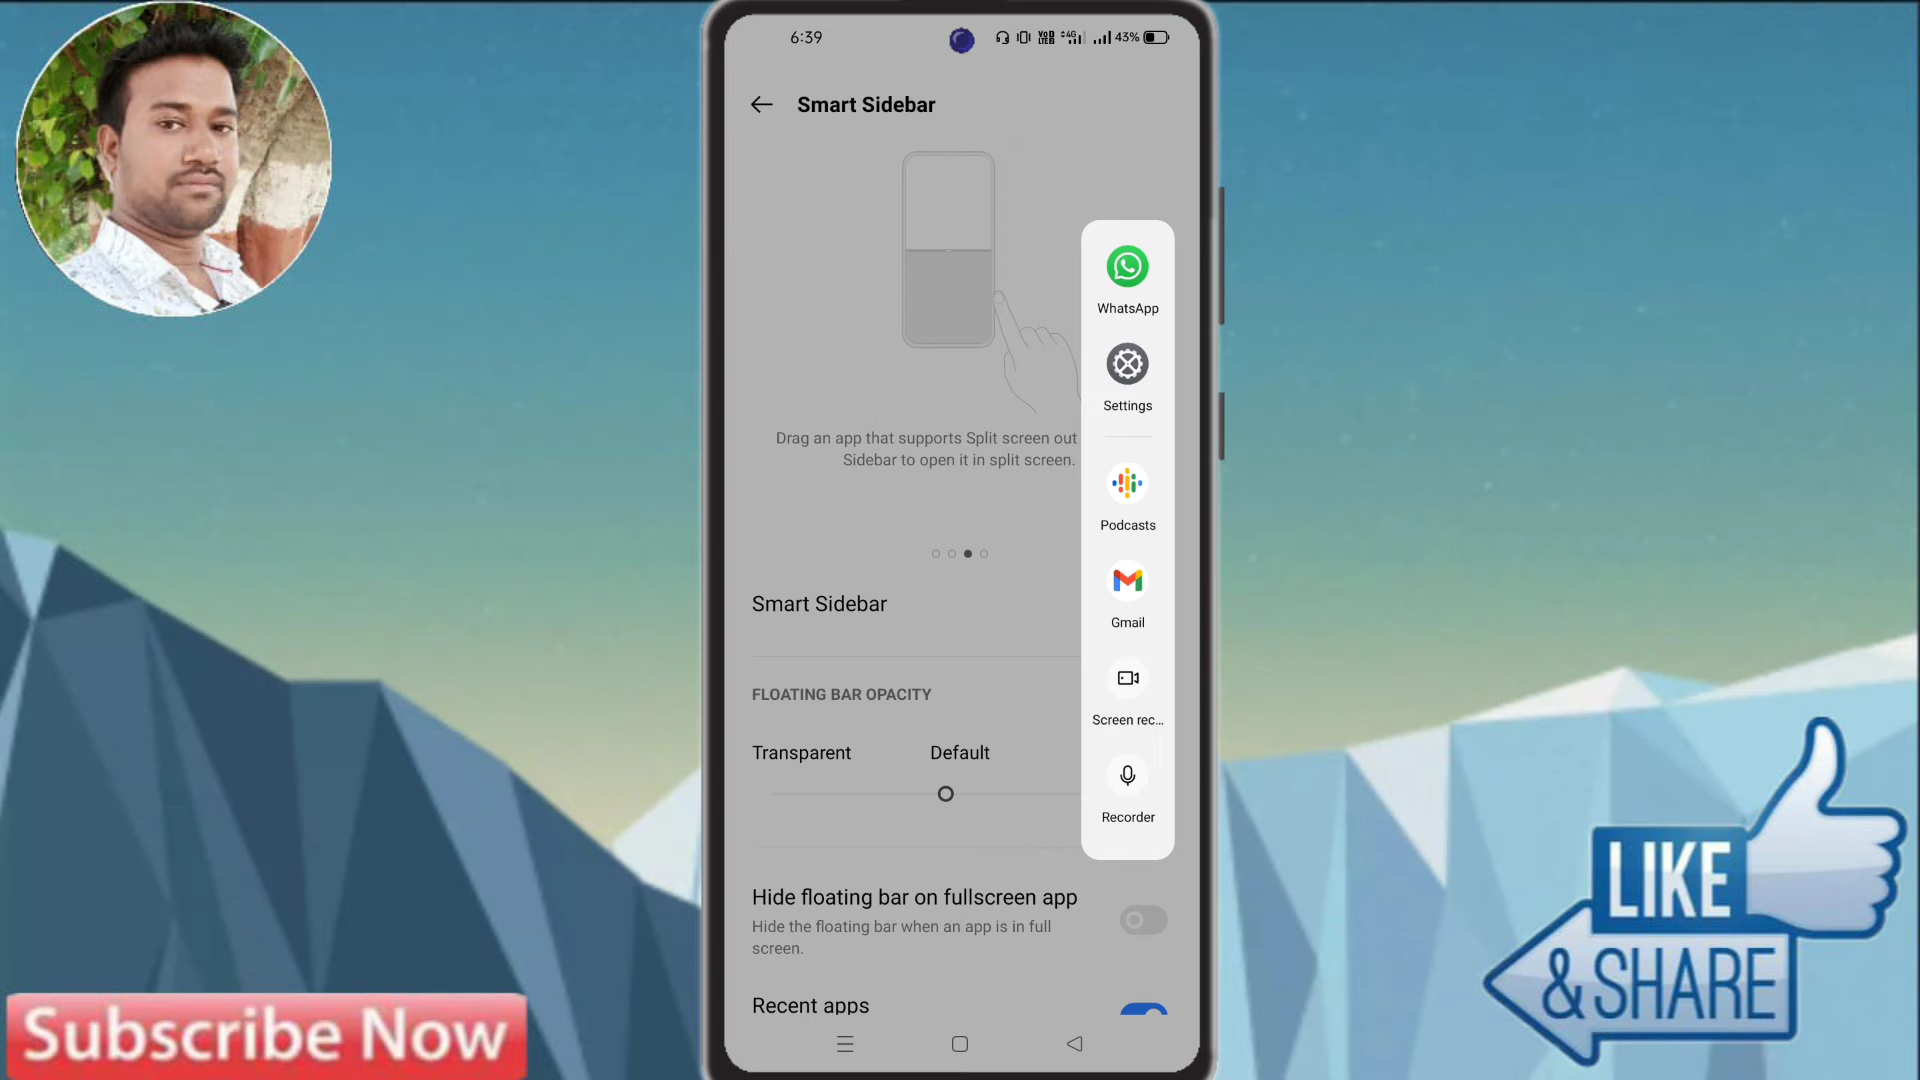 6:39
VoD LTE 4G 43%
Smart Sidebar
Drag an app that supports Split screen out
Sidebar to open it in split screen.
Smart Sidebar
FLOATING BAR OPACITY
Transparent Default
Hide floating bar on fullscreen app
Hide the floating bar when an app is in full
screen.
Recent apps
WhatsApp
Settings
Podcasts
Gmail
Screen rec...
Recorder
Subscribe Now
LIKE
& SHARE